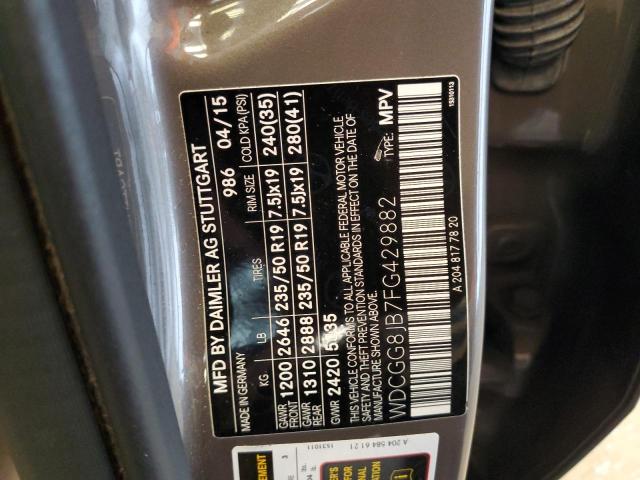 MFD BY DAIMLER AG STUTTGART
MADE IN GERMANY 986 04/15
KG LB TIRES RIM SIZE COLD KPA(PSI)
GAWR FRONT 1200 2646 235/50 R19 7.5Jx19 240(35)
GAWR REAR 1310 2888 235/50 R19 7.5Jx19 280(41)
GVWR 2420 5335
THIS VEHICLE CONFORMS TO ALL APPLICABLE FEDERAL MOTOR VEHICLE
SAFETY AND THEFT PREVENTION STANDARDS IN EFFECT ON THE DATE OF
MANUFACTURE SHOWN ABOVE.
WDCGG8JB7FG429882 TYPE: MPV
A 204 817 78 20
15310113
A 204 584 61 21
1531011